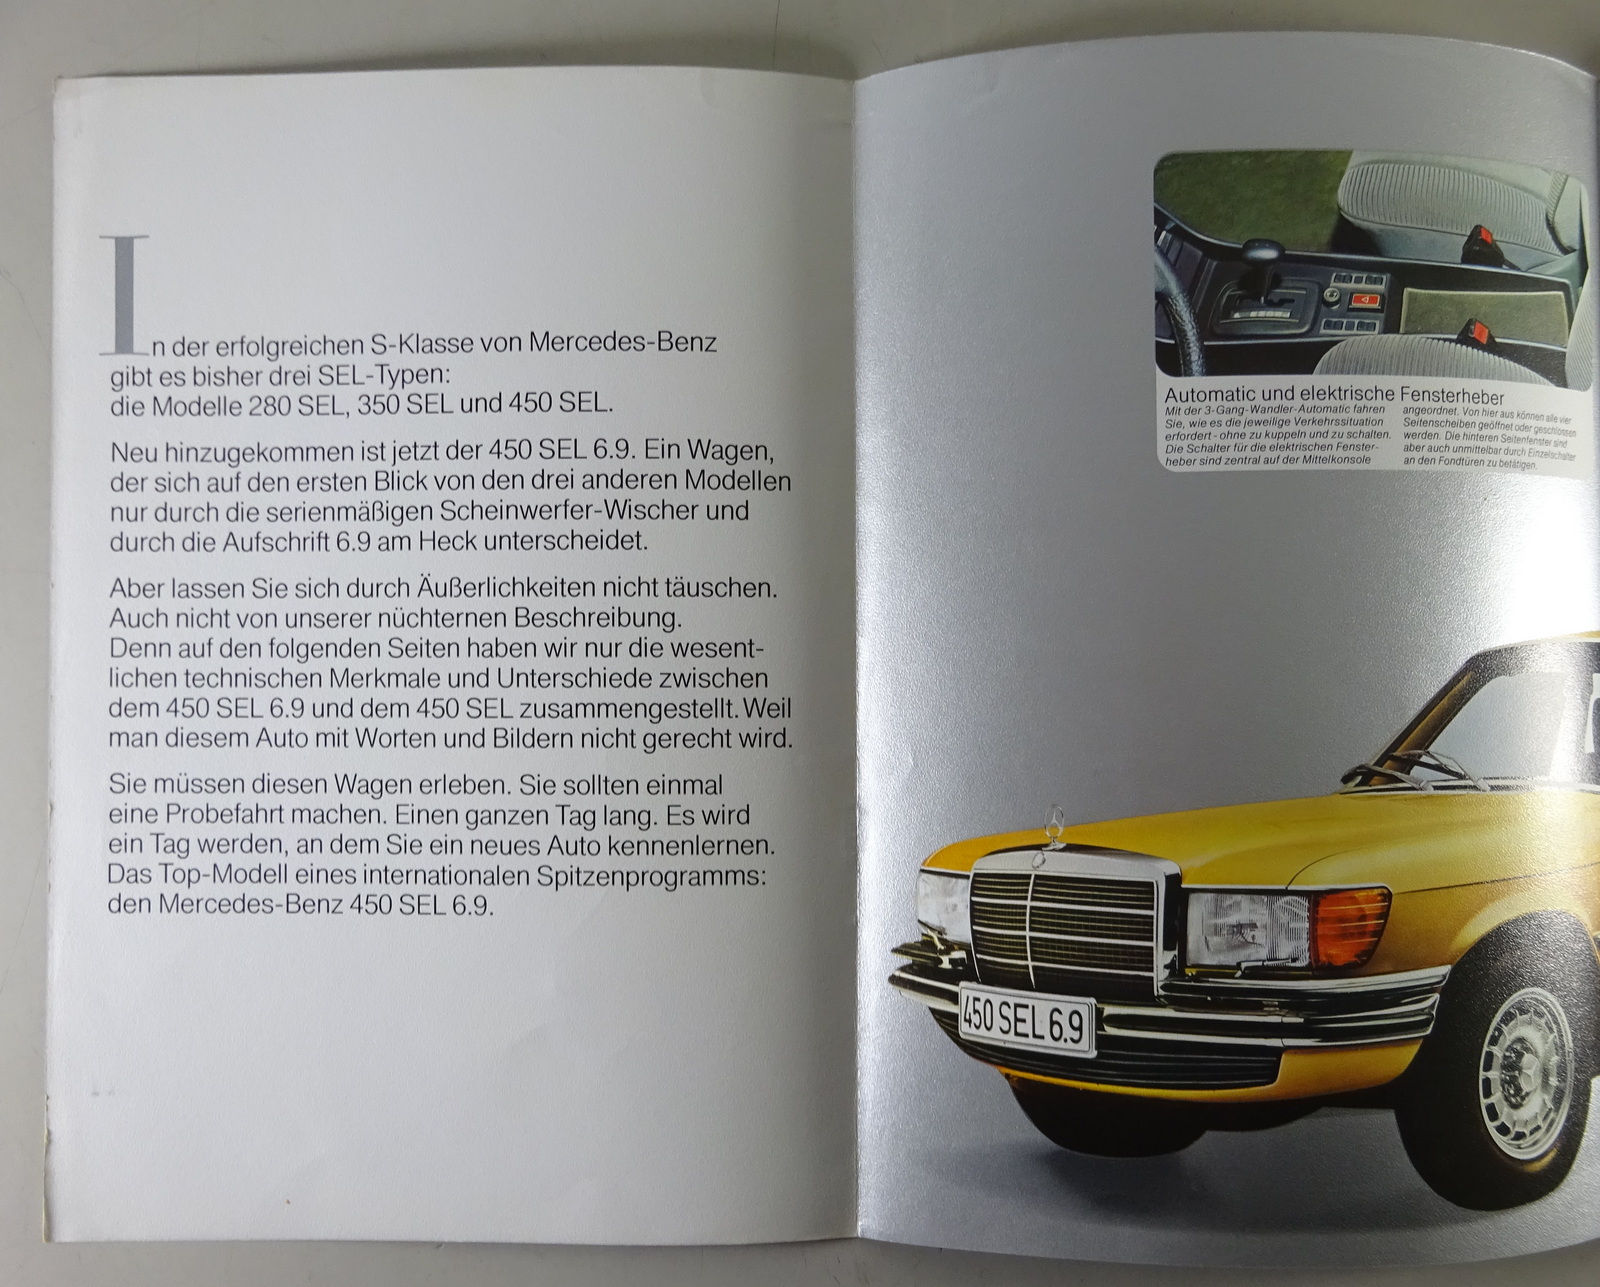 In der erfolgreichen S-Klasse von Mercedes-Benz
gibt es bisher drei SEL-Typen:
die Modelle 280 SEL, 350 SEL und 450 SEL.
Neu hinzugekommen ist jetzt der 450 SEL 6.9. Ein Wagen,
der sich auf den ersten Blick von den drei anderen Modellen
nur durch die serienmäßigen Scheinwerfer-Wischer und
durch die Aufschrift 6.9 am Heck unterscheidet.
Aber lassen Sie sich durch Äußerlichkeiten nicht täuschen.
Auch nicht von unserer nüchternen Beschreibung.
Denn auf den folgenden Seiten haben wir nur die wesent-
lichen technischen Merkmale und Unterschiede zwischen
dem 450 SEL 6.9 und dem 450 SEL zusammengestellt. Weil
man diesem Auto mit Worten und Bildern nicht gerecht wird.
Sie müssen diesen Wagen erleben. Sie sollten einmal
eine Probefahrt machen. Einen ganzen Tag lang. Es wird
ein Tag werden, an dem Sie ein neues Auto kennenlernen.
Das Top-Modell eines internationalen Spitzenprogramms:
den Mercedes-Benz 450 SEL 6.9.
Automatic und elektrische Fensterheber
Mit der 3-Gang-Wandler-Automatic fahren
Sie, wie es die jeweilige Verkehrssituation
erfordert - ohne zu kuppeln und zu schalten.
Die Schalter für die elektrischen Fenster-
heber sind zentral auf der Mittelkonsole
angeordnet. Von hier aus können alle vier
Seitenscheiben geöffnet oder geschlossen
werden. Die hinteren Seitenfenster sind
aber auch unmittelbar durch Einzelschalter
an den Fondtüren zu betätigen.
450 SEL 6.9